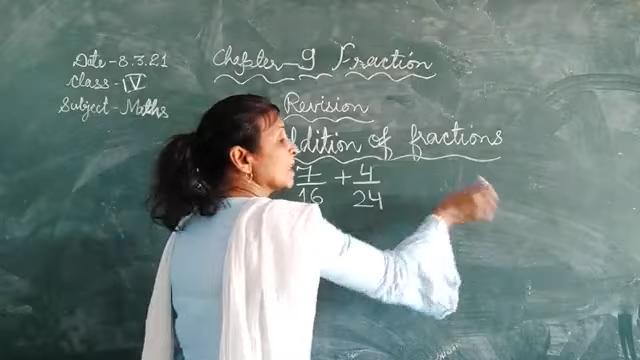 Date-8.3.21
Class-IV
Subject-Maths
Chapter-9 Fraction
Revision
ddition of fractions
7/16 + 4/24